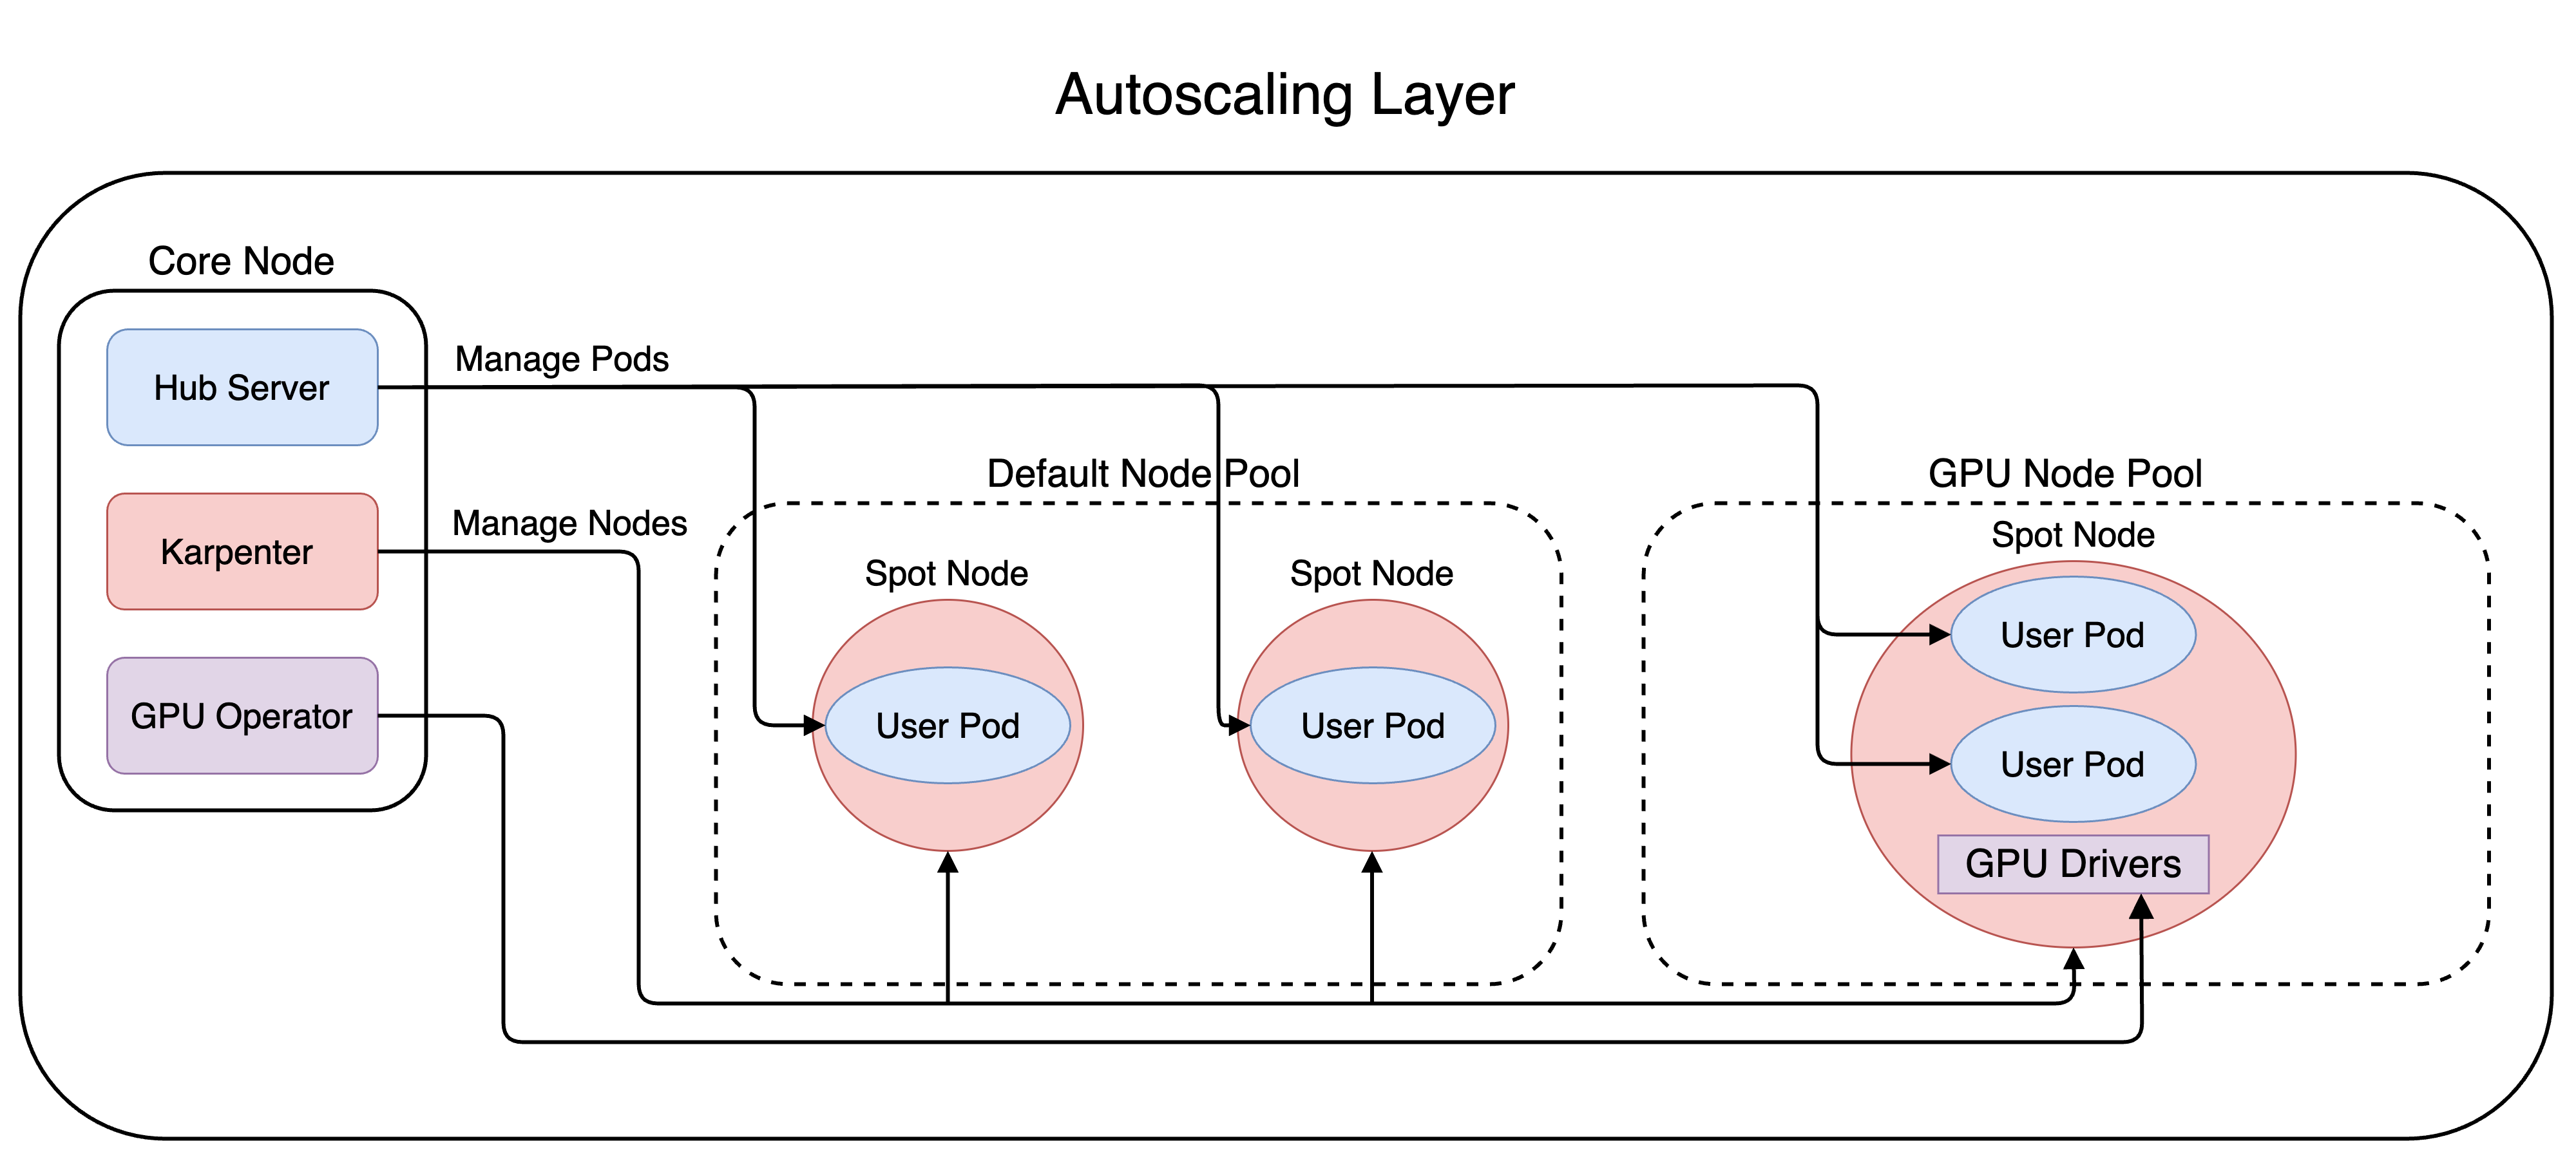 Autoscaling Layer
Core Node
Hub Server
Karpenter
GPU Operator
Manage Pods
Manage Nodes
Default Node Pool
Spot Node
User Pod
Spot Node
User Pod
GPU Node Pool
Spot Node
User Pod
User Pod
GPU Drivers